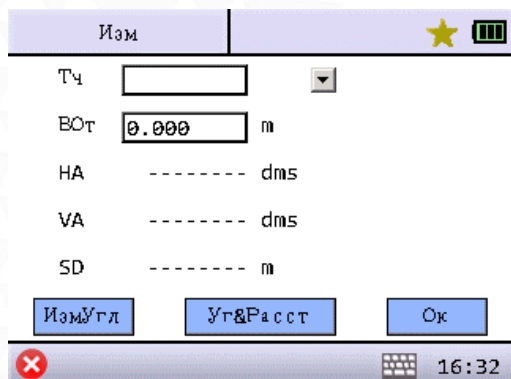 Изм
Тч
ВОт 0.000 m
HA -------- dms
VA -------- dms
SD -------- m
ИзмУгл Уг&Расст Ок
16:32